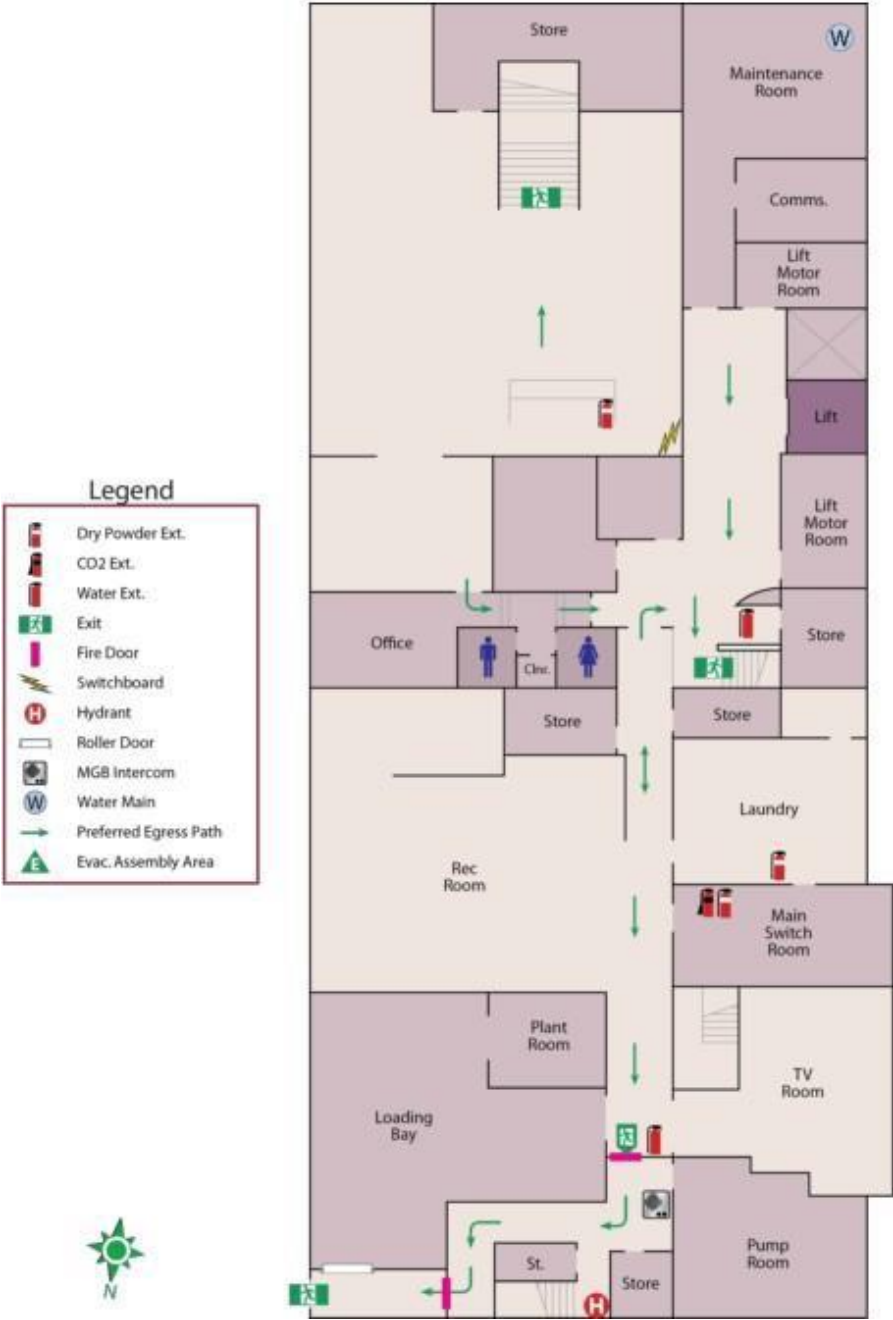 Store
Maintenance
Room
W
Comms.
Lift
Motor
Room
Lift
Lift
Motor
Room
Legend
Dry Powder Ext.
CO2 Ext.
Water Ext.
Exit
Fire Door
Switchboard
H
Hydrant
Roller Door
MGB Intercom
W
Water Main
Preferred Egress Path
E
Evac. Assembly Area
Office
Clnr.
Store
Store
Store
Laundry
Rec
Room
Main
Switch
Room
Plant
Room
TV
Room
Loading
Bay
Pump
Room
St.
Store
H
N